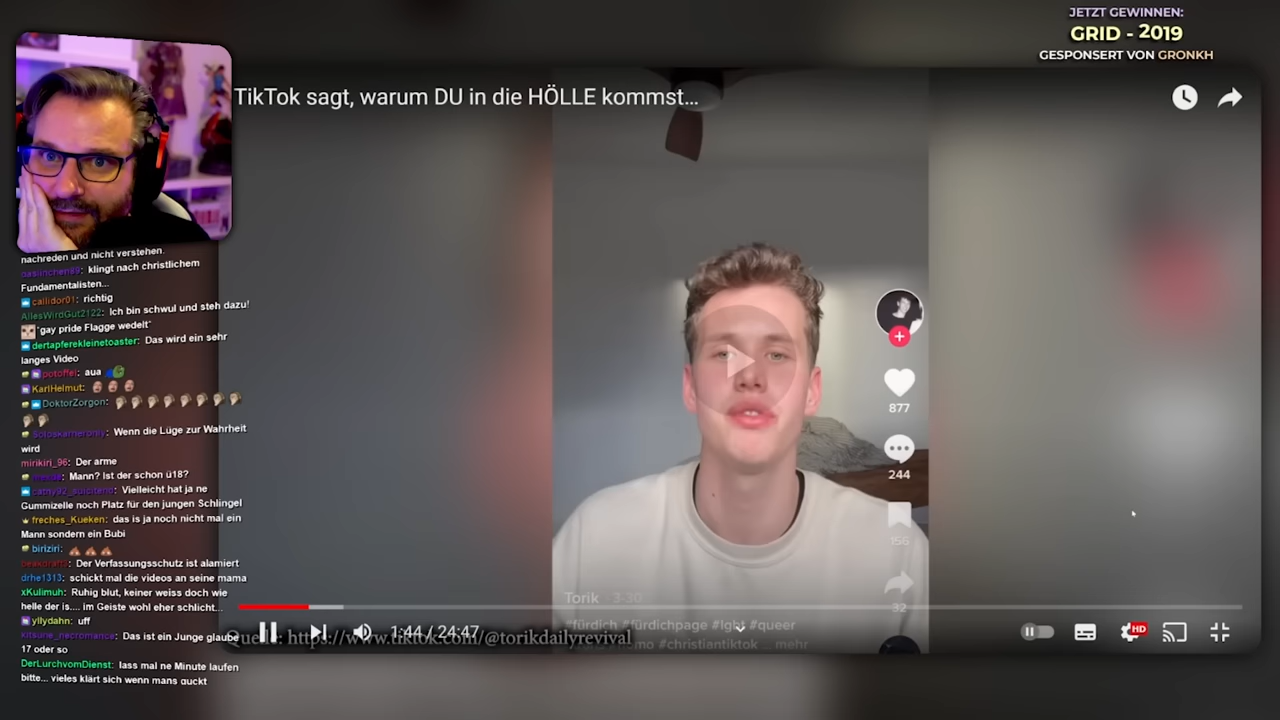 JETZT GEWINNEN:
GRID - 2019
GESPONSERT VON GRONKH
TikTok sagt, warum DU in die HÖLLE kommst...
nachreden und nicht verstehen.
klingt nach christlichem
Fundamentalisten...
callidor01: richtig
AllesWirdGut2122: Ich bin schwul und steh dazu!
*gay pride Flagge wedelt*
dertapferekleinetoaster: Das wird ein sehr
langes Video
potoffel: aua
KarlHelmut:
DoktorZorgon:
Wenn die Lüge zur Wahrheit
wird
mirikiri_96: Der arme
Mann? Ist der schon ü18?
Vielleicht hat ja ne
Gummizelle noch Platz für den jungen Schlingel
freches_Kueken: das is ja noch nicht mal ein
Mann sondern ein Bubi
biriziri:
Der Verfassungsschutz ist alamiert
drhe1313: schickt mal die videos an seine mama
xKulimuh: Ruhig blut, keiner weiss doch wie
helle der is.... im Geiste wohl eher schlicht...
yllydahn: uff
kitsune_necromance: Das ist ein Junge glaube
17 oder so
DerLurchvomDienst: lass mal ne Minute laufen
bitte... vieles klärt sich wenn mans guckt
877
244
156
32
Torik · 3-30
#fürdich #fürdichpage #lgbt #queer
#christiantiktok ... mehr
1:44 / 24:47
Quelle: https://www.tiktok.com/@torikdailyrevival
HD